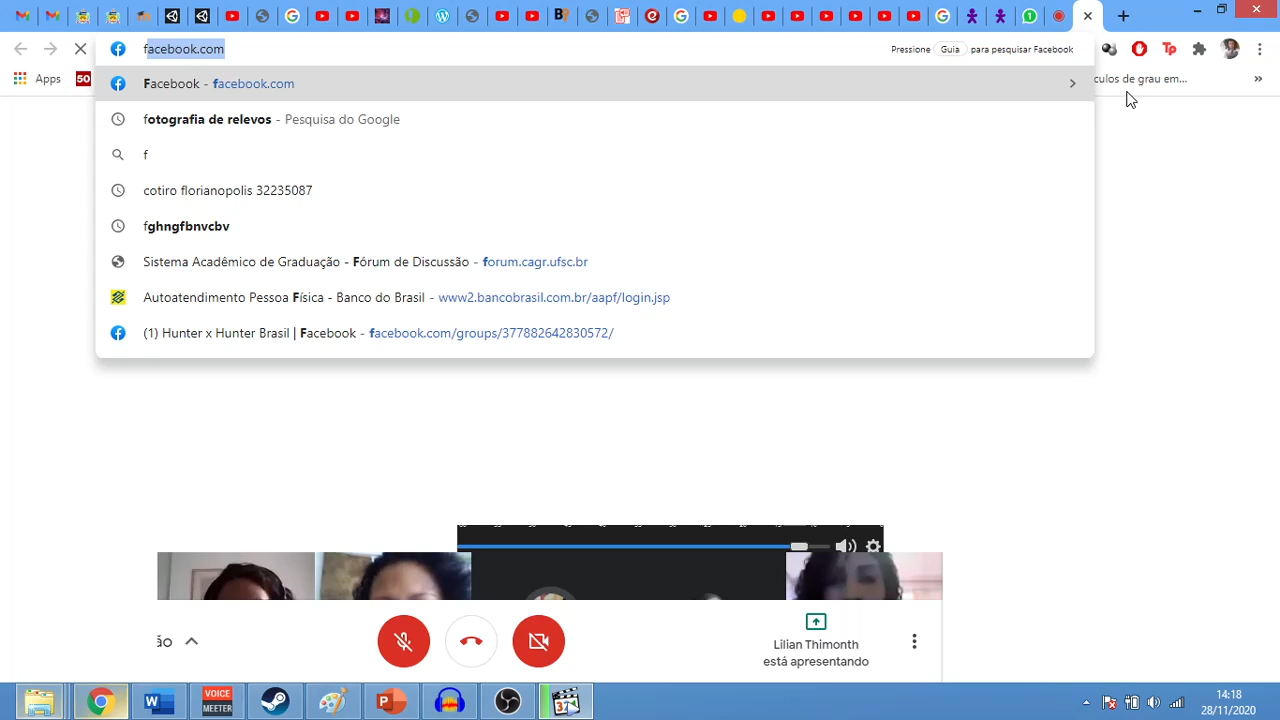 facebook.com
Pressione Guia para pesquisar Facebook
Apps
50
culos de grau em...
»
Facebook - facebook.com
fotografia de relevos - Pesquisa do Google
f
cotiro florianopolis 32235087
fghngfbnvcbv
Sistema Acadêmico de Graduação - Fórum de Discussão - forum.cagr.ufsc.br
Autoatendimento Pessoa Física - Banco do Brasil - www2.bancobrasil.com.br/aapf/login.jsp
(1) Hunter x Hunter Brasil | Facebook - facebook.com/groups/377882642830572/
ão
Lilian Thimonth
está apresentando
VOICE
MEETER
14:18
28/11/2020